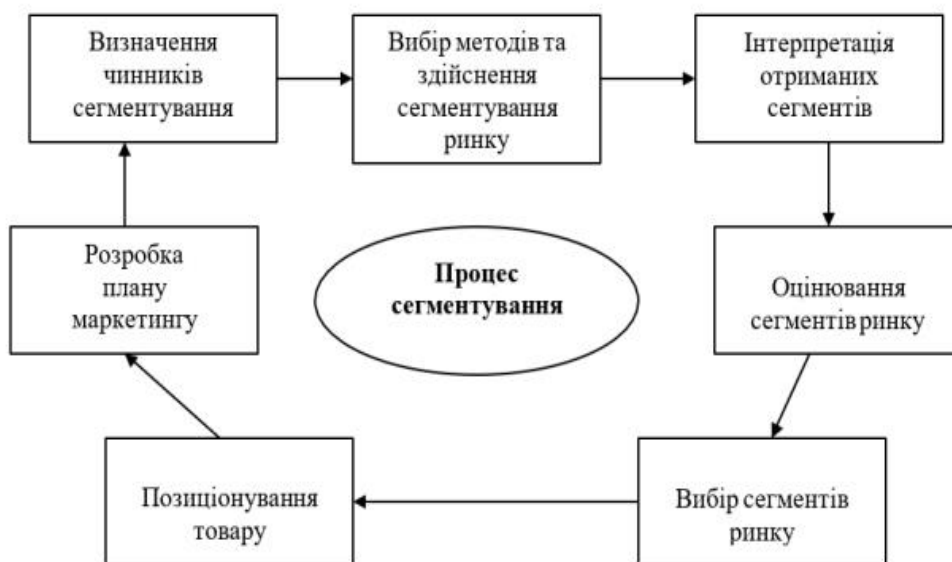 Визначення
чинників
сегментування
Вибір методів та
здійснення
сегментування
ринку
Інтерпретація
отриманих
сегментів
Розробка
плану
маркетингу
Процес
сегментування
Оцінювання
сегментів ринку
Позиціонування
товару
Вибір сегментів
ринку